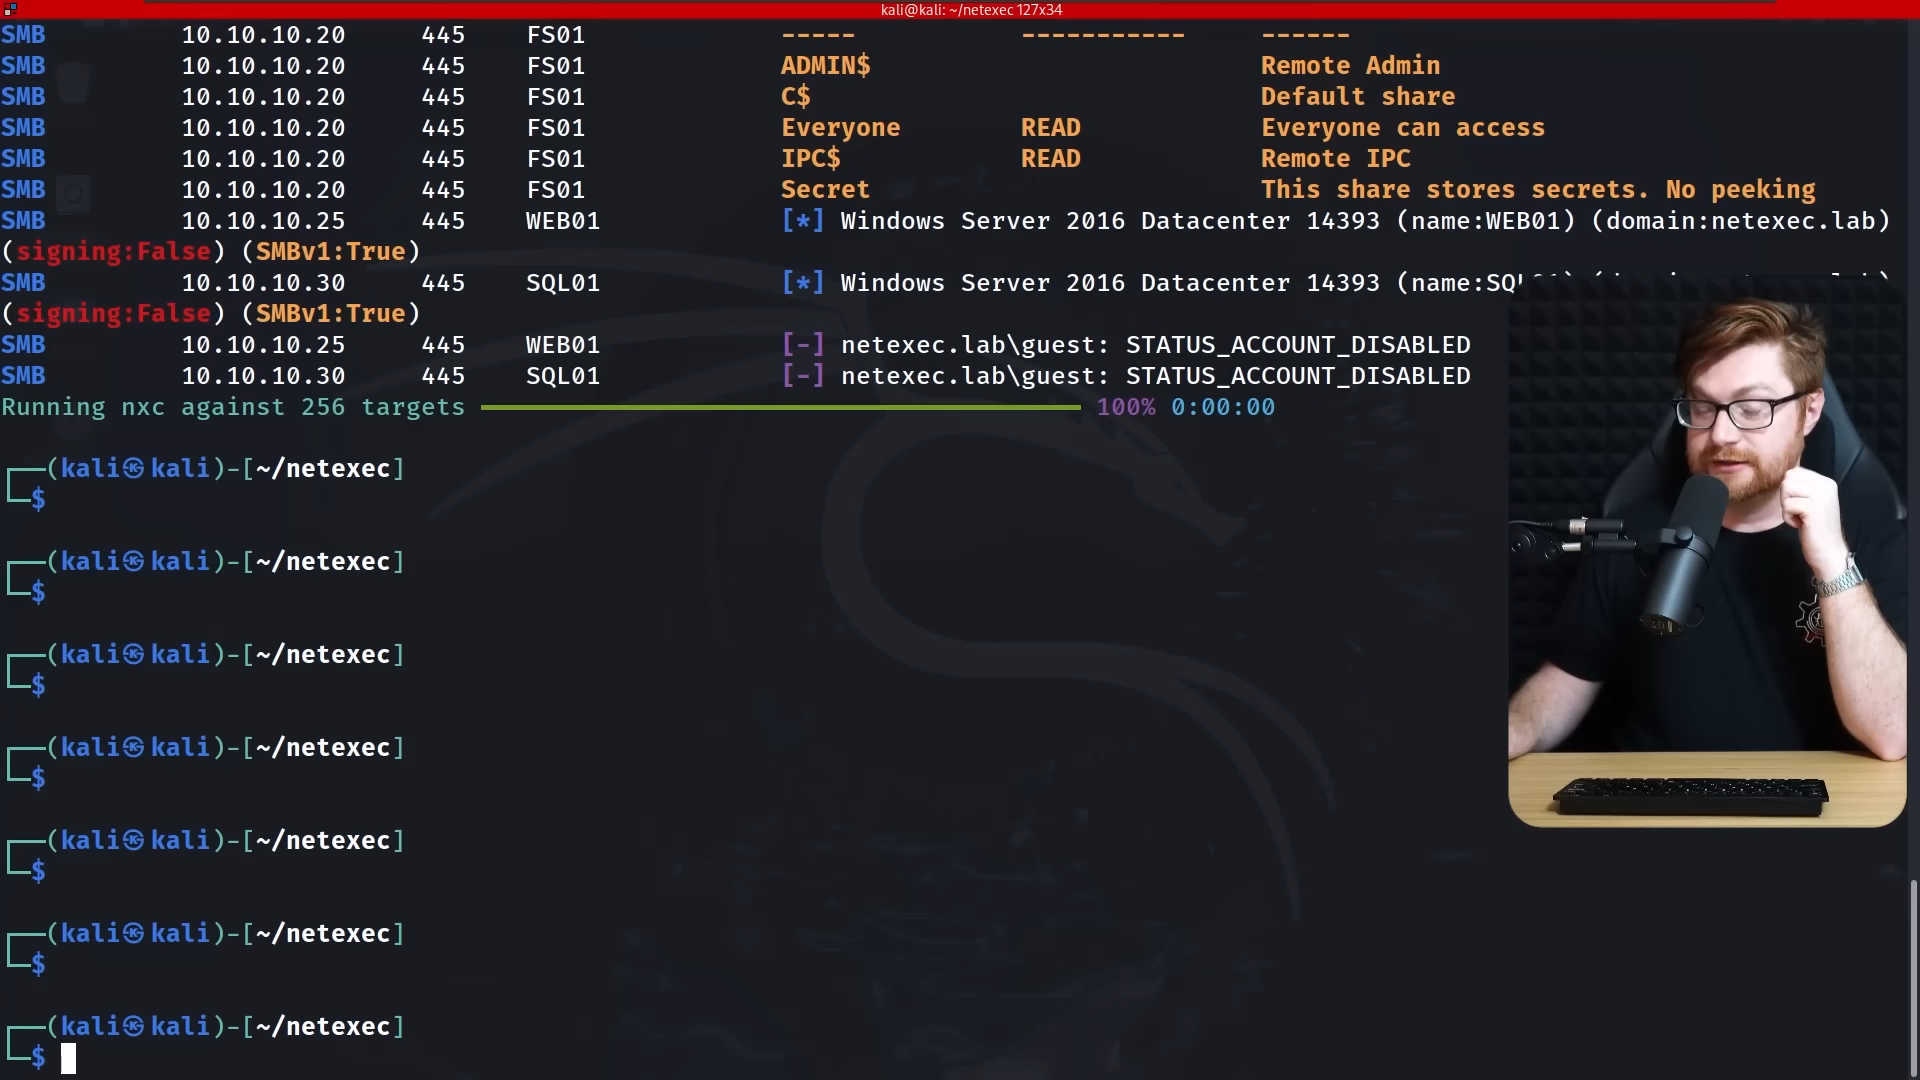 kali@kali: ~/netexec 127x34
SMB 10.10.10.20 445 FS01 ----- ----------- ------
SMB 10.10.10.20 445 FS01 ADMIN$ Remote Admin
SMB 10.10.10.20 445 FS01 C$ Default share
SMB 10.10.10.20 445 FS01 Everyone READ Everyone can access
SMB 10.10.10.20 445 FS01 IPC$ READ Remote IPC
SMB 10.10.10.20 445 FS01 Secret This share stores secrets. No peeking
SMB 10.10.10.25 445 WEB01 [*] Windows Server 2016 Datacenter 14393 (name:WEB01) (domain:netexec.lab)
(signing:False) (SMBv1:True)
SMB 10.10.10.30 445 SQL01 [*] Windows Server 2016 Datacenter 14393
(signing:False) (SMBv1:True)
SMB 10.10.10.25 445 WEB01 [-] netexec.lab\guest: STATUS_ACCOUNT_DISABLED
SMB 10.10.10.30 445 SQL01 [-] netexec.lab\guest: STATUS_ACCOUNT_DISABLED
Running nxc against 256 targets 100% 0:00:00
┌──(kali㉿kali)-[~/netexec]
└─$
┌──(kali㉿kali)-[~/netexec]
└─$
┌──(kali㉿kali)-[~/netexec]
└─$
┌──(kali㉿kali)-[~/netexec]
└─$
┌──(kali㉿kali)-[~/netexec]
└─$
┌──(kali㉿kali)-[~/netexec]
└─$
┌──(kali㉿kali)-[~/netexec]
└─$